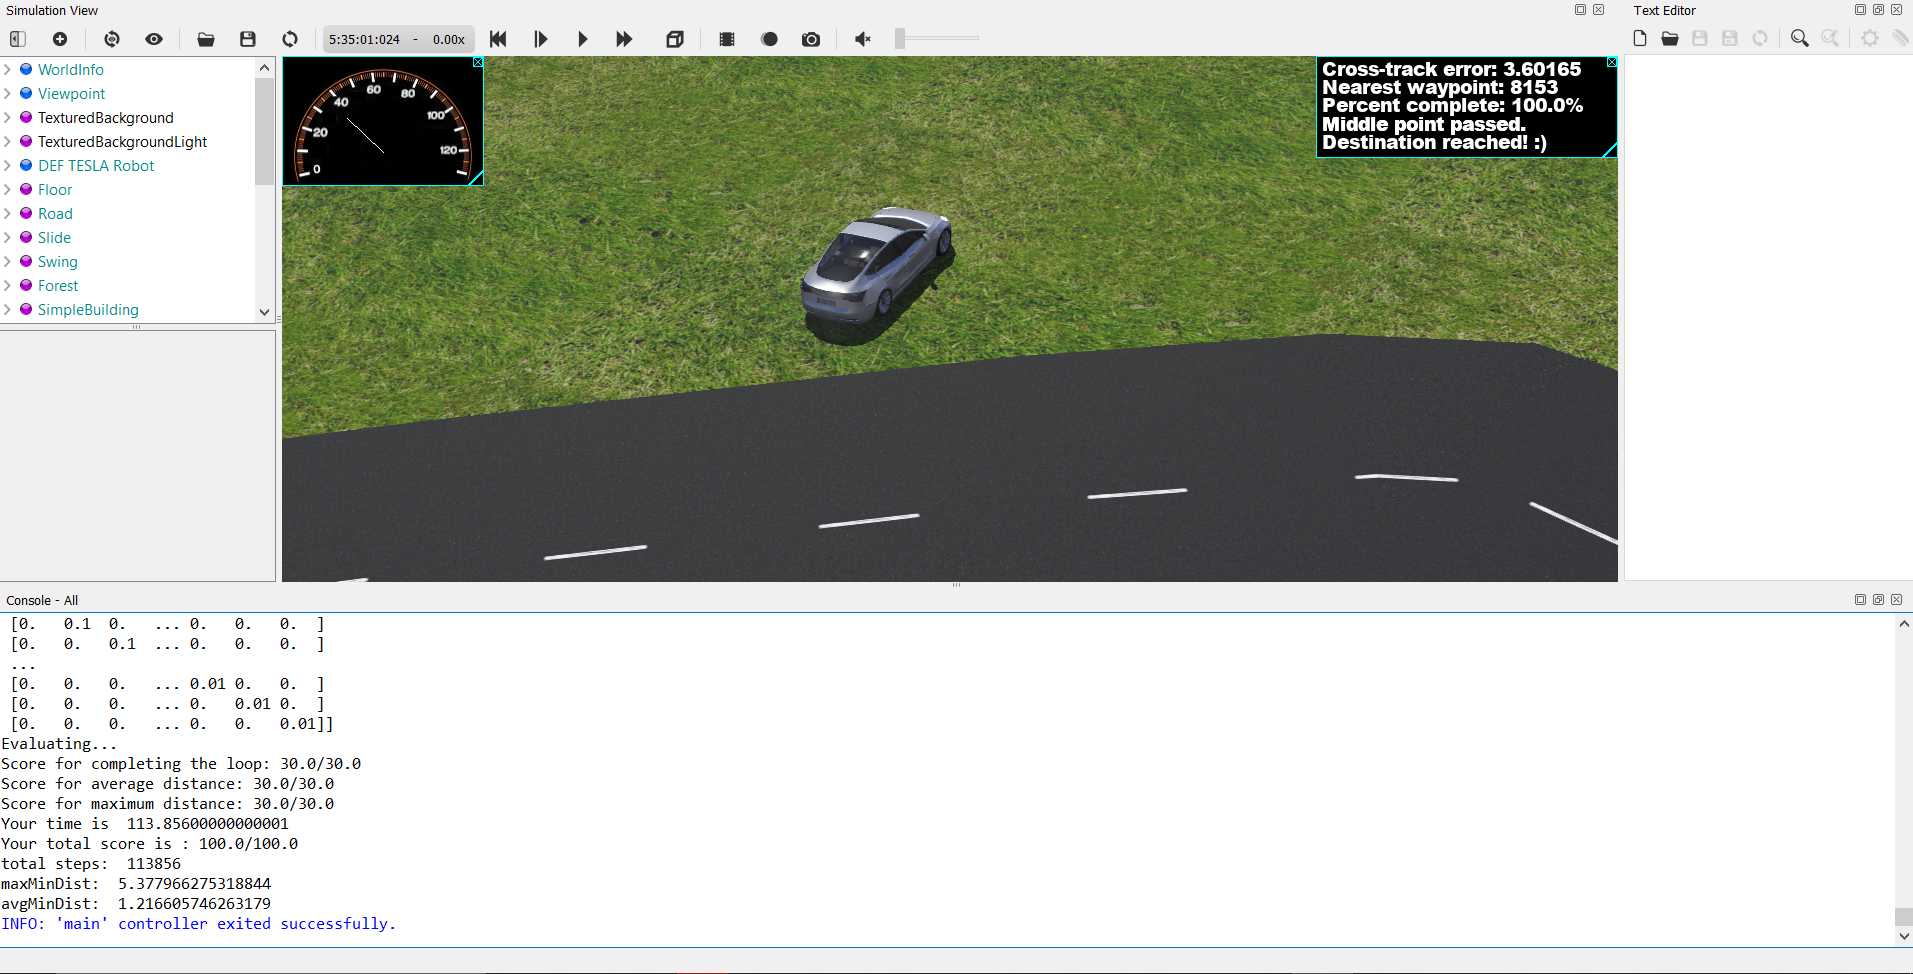 Simulation View
Text Editor
5:35:01:024 - 0.00x
WorldInfo
Viewpoint
TexturedBackground
TexturedBackgroundLight
DEF TESLA Robot
Floor
Road
Slide
Swing
Forest
SimpleBuilding
0
20
40
60
80
100
120
Cross-track error: 3.60165
Nearest waypoint: 8153
Percent complete: 100.0%
Middle point passed.
Destination reached! :)
Console - All
[0. 0.1 0. ... 0. 0. 0. ]
[0. 0. 0.1 ... 0. 0. 0. ]
...
[0. 0. 0. ... 0.01 0. 0. ]
[0. 0. 0. ... 0. 0.01 0. ]
[0. 0. 0. ... 0. 0. 0.01]]
Evaluating...
Score for completing the loop: 30.0/30.0
Score for average distance: 30.0/30.0
Score for maximum distance: 30.0/30.0
Your time is 113.85600000000001
Your total score is : 100.0/100.0
total steps: 113856
maxMinDist: 5.377966275318844
avgMinDist: 1.216605746263179
INFO: 'main' controller exited successfully.